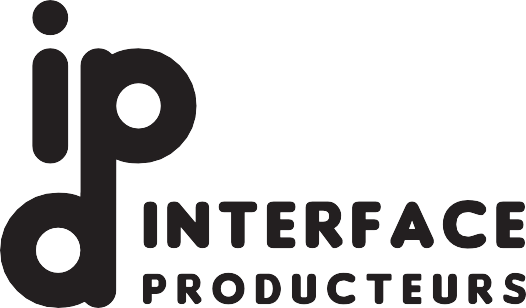 ip
d
INTERFACE
PRODUCTEURS